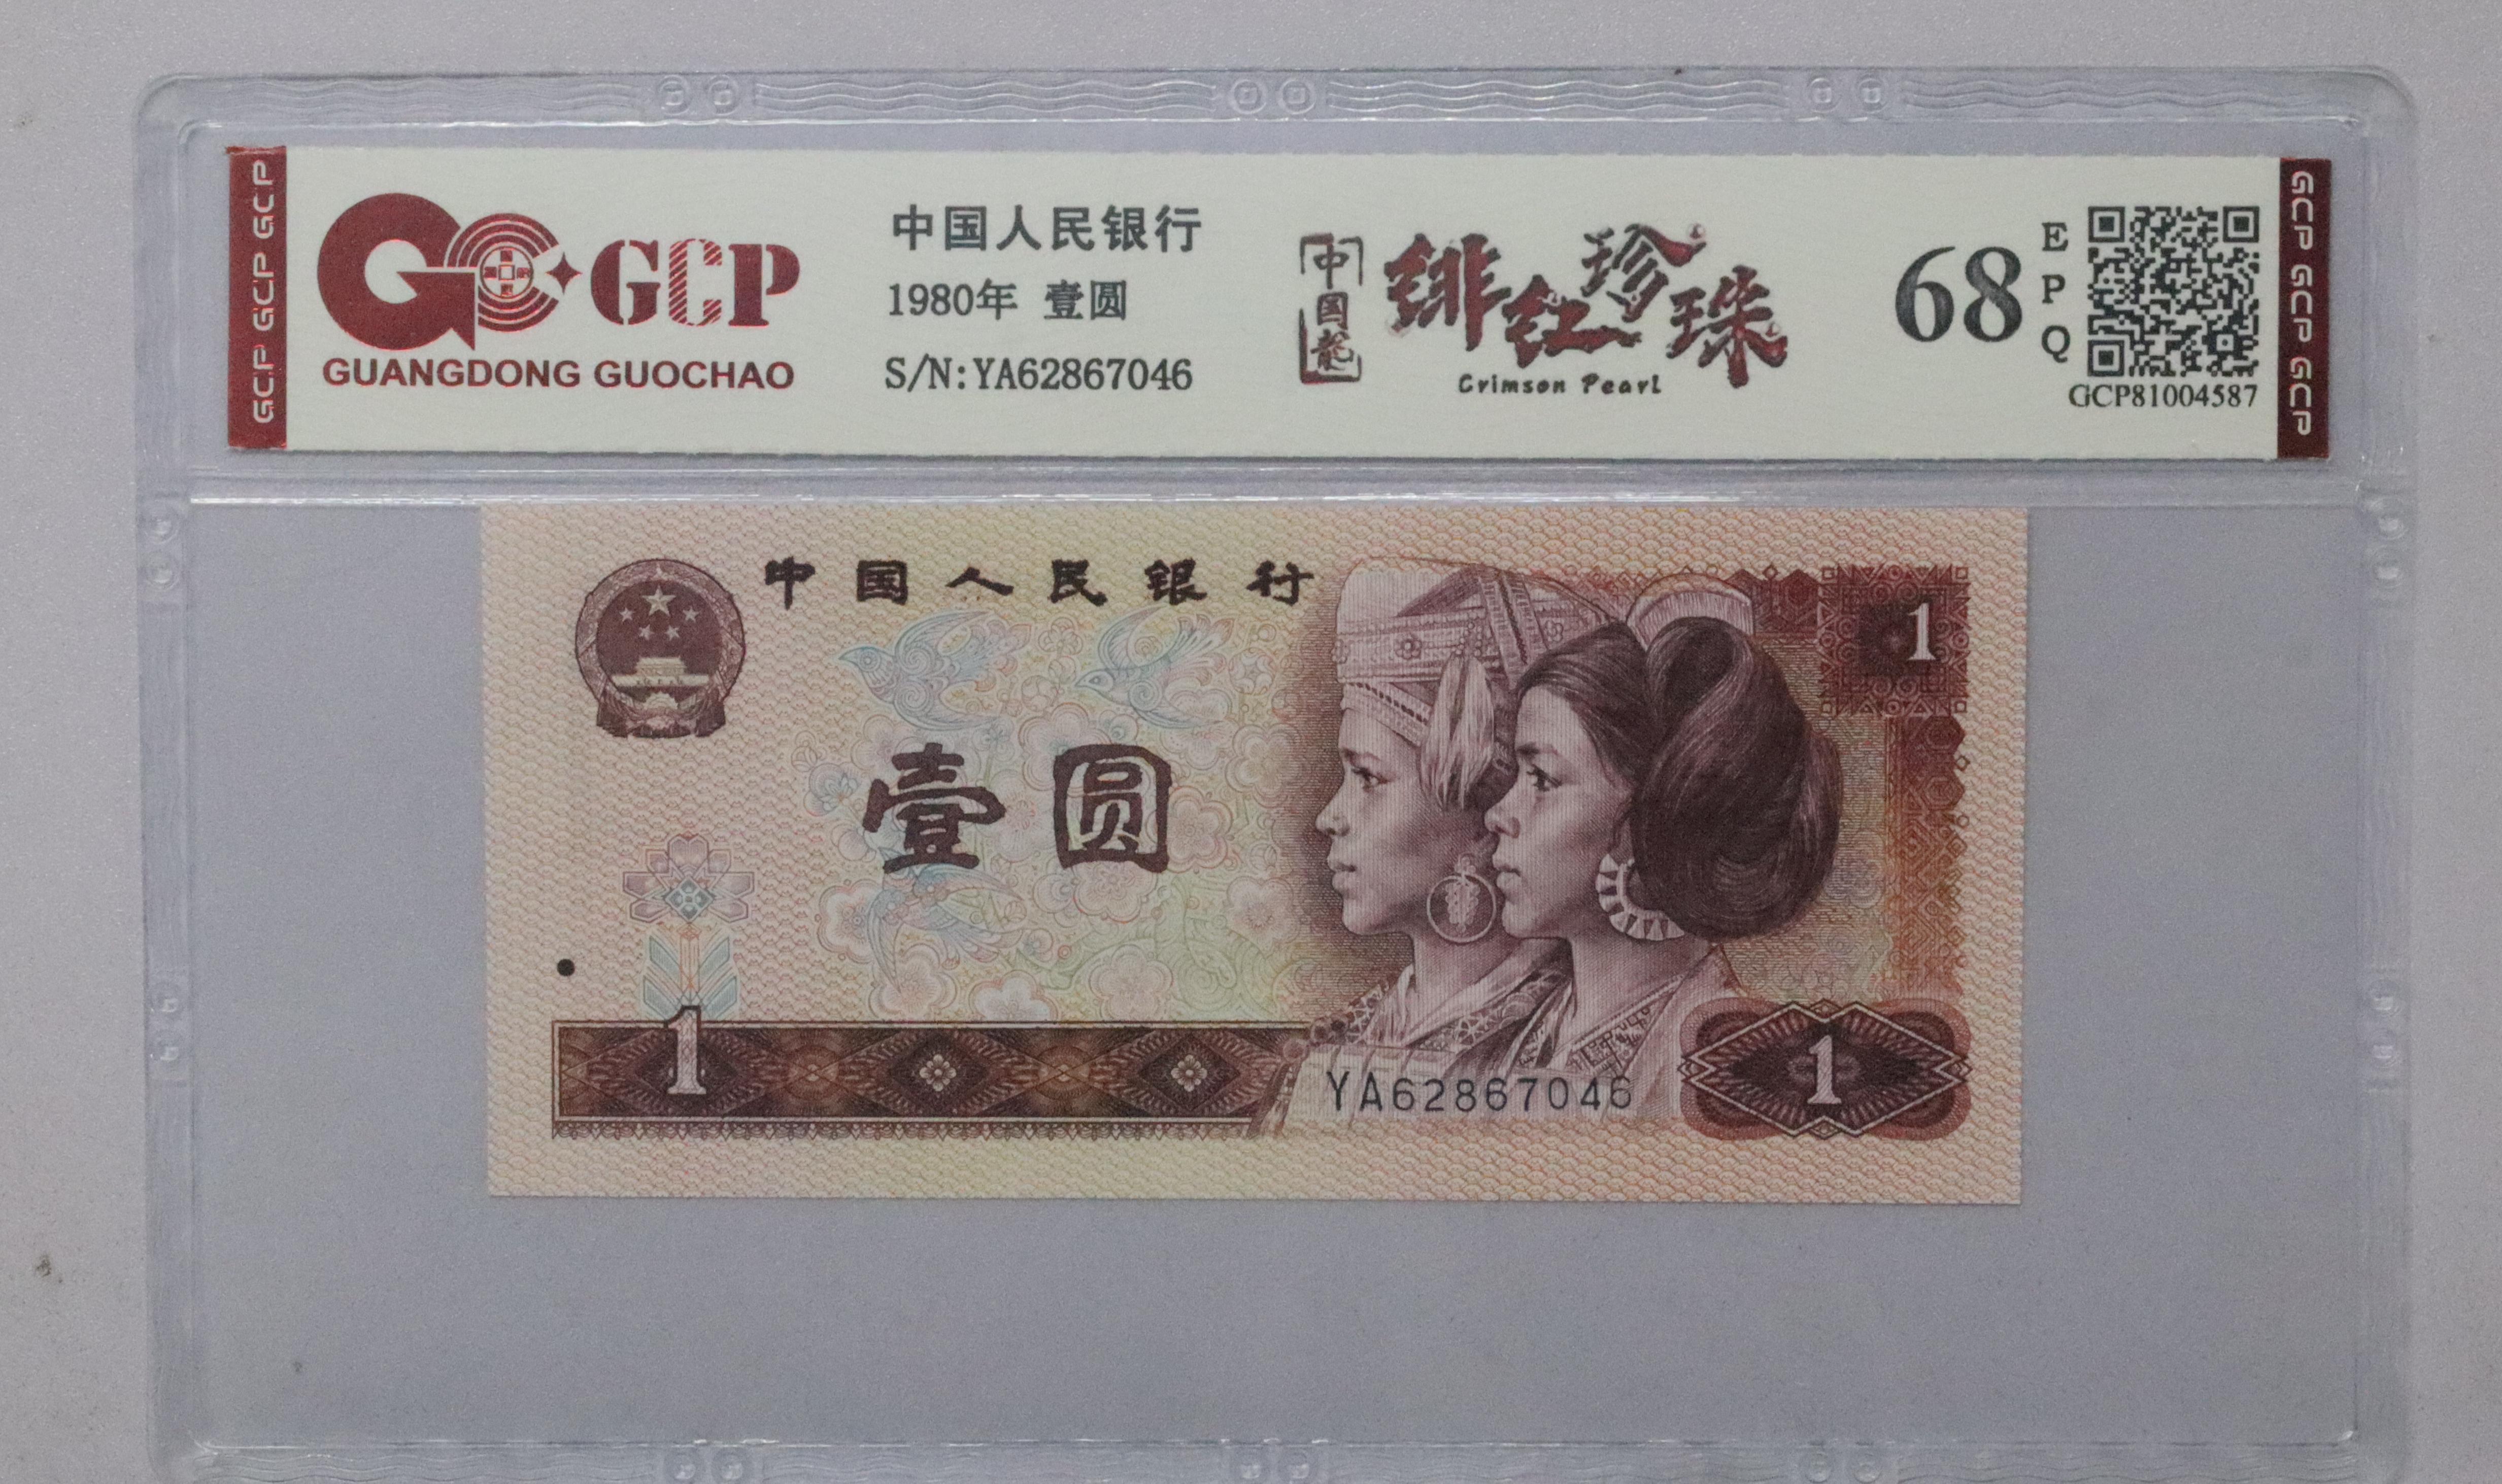 GCP GCP GCP
GCP
GUANGDONG GUOCHAO
中国人民银行
1980年 壹圆
S/N:YA62867046
中国龍
绯红珍珠
Crimson Pearl
68
EPQ
GCP81004587
GCP GCP GCP
中国人民银行
1
壹圆
1
YA62867046
1